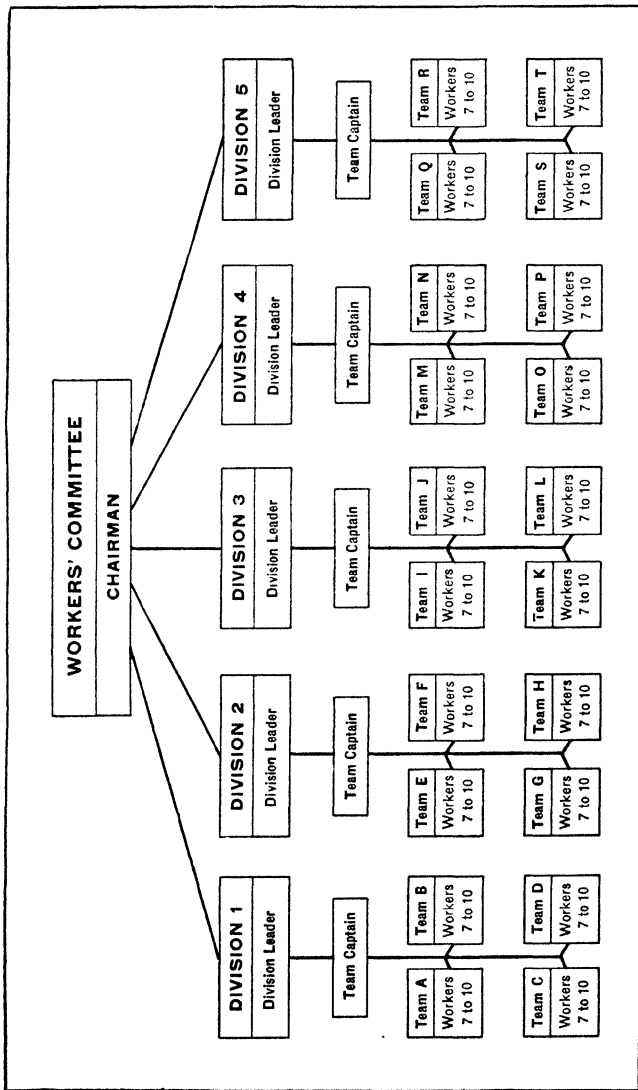 WORKERS' COMMITTEE
CHAIRMAN
DIVISION 1
Division Leader
Team Captain
Team A
Workers
7 to 10
Team B
Workers
7 to 10
Team C
Workers
7 to 10
Team D
Workers
7 to 10
DIVISION 2
Division Leader
Team Captain
Team E
Workers
7 to 10
Team F
Workers
7 to 10
Team G
Workers
7 to 10
Team H
Workers
7 to 10
DIVISION 3
Division Leader
Team Captain
Team I
Workers
7 to 10
Team J
Workers
7 to 10
Team K
Workers
7 to 10
Team L
Workers
7 to 10
DIVISION 4
Division Leader
Team Captain
Team M
Workers
7 to 10
Team N
Workers
7 to 10
Team O
Workers
7 to 10
Team P
Workers
7 to 10
DIVISION 5
Division Leader
Team Captain
Team Q
Workers
7 to 10
Team R
Workers
7 to 10
Team S
Workers
7 to 10
Team T
Workers
7 to 10